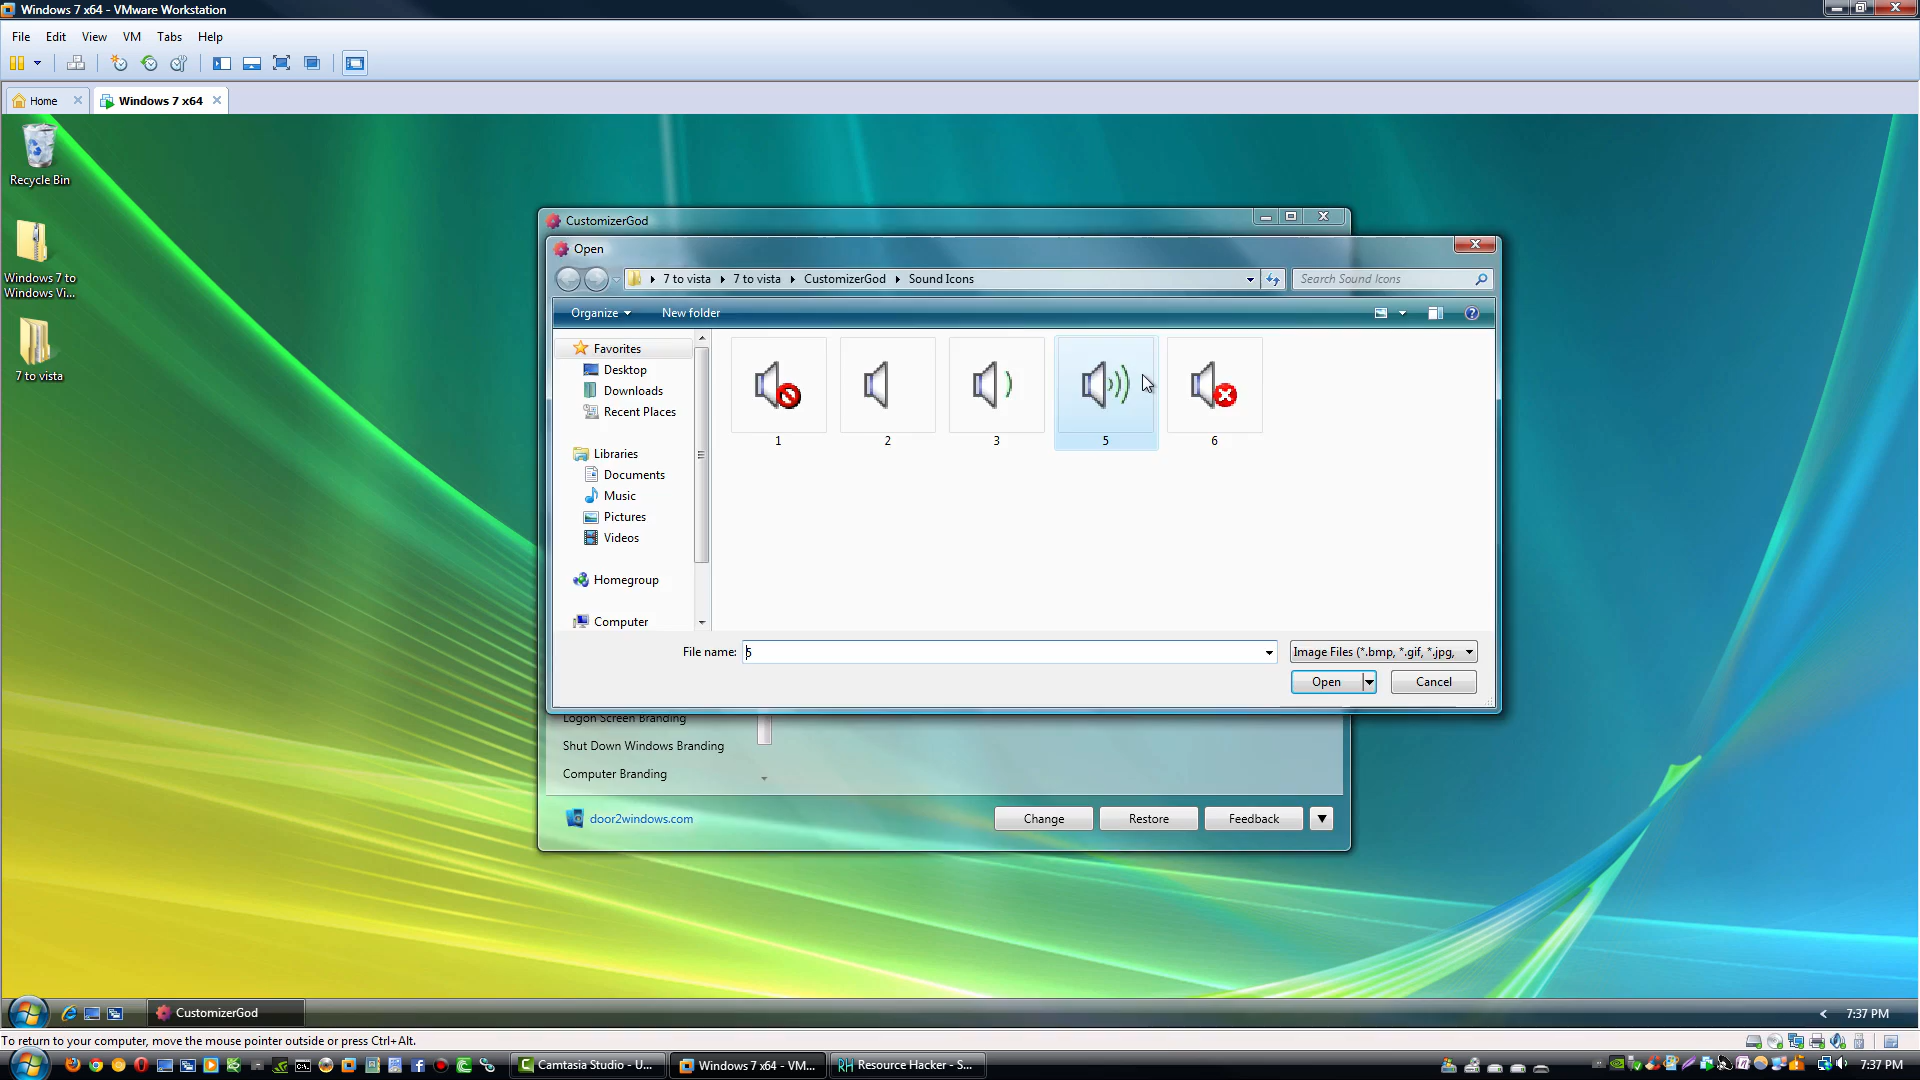 Windows 7 x64 - VMware Workstation
File Edit View VM Tabs Help
Home Windows 7 x64
Recycle Bin
Windows 7 to
Windows Vi...
7 to vista
CustomizerGod
Open
7 to vista 7 to vista CustomizerGod Sound Icons Search Sound Icons
Organize New folder
Favorites
Desktop
Downloads
Recent Places
Libraries
Documents
Music
Pictures
Videos
Homegroup
Computer
1 2 3 5 6
File name: 5 Image Files (*.bmp, *.gif, *.jpg,
Open Cancel
Logon Screen Branding
Shut Down Windows Branding
Computer Branding
door2windows.com Change Restore Feedback
CustomizerGod 7:37 PM
To return to your computer, move the mouse pointer outside or press Ctrl+Alt.
Camtasia Studio - U... Windows 7 x64 - VM... Resource Hacker - S... 7:37 PM